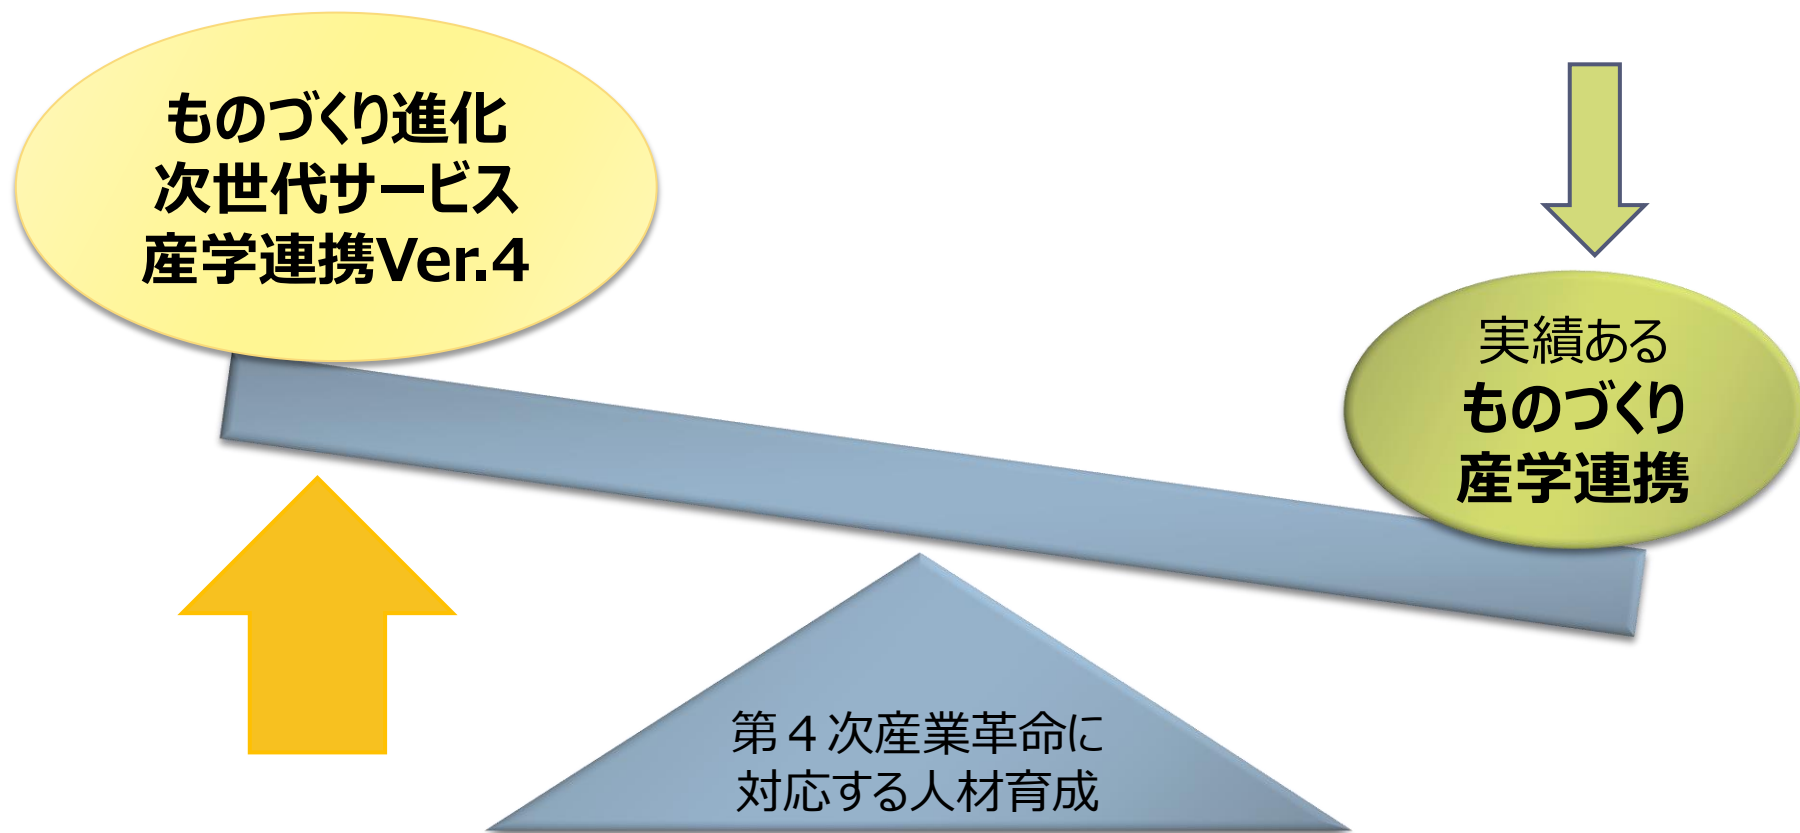 ものづくり進化
次世代サービス
産学連携Ver.4
実績ある
ものづくり
産学連携
第４次産業革命に
対応する人材育成